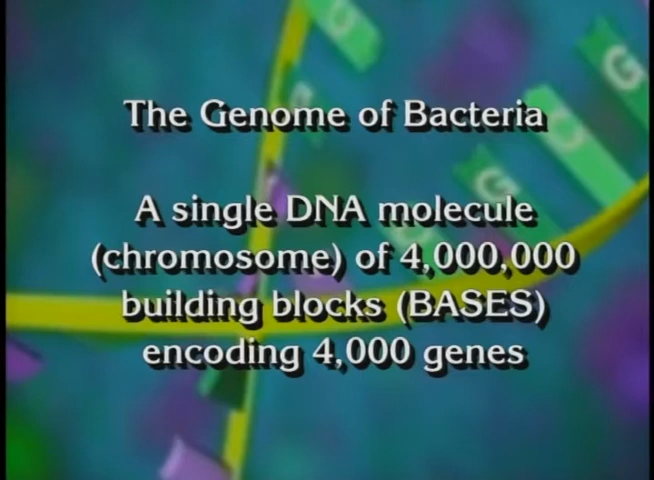 The Genome of Bacteria
A single DNA molecule
(chromosome) of 4,000,000
building blocks (BASES)
encoding 4,000 genes
G
G